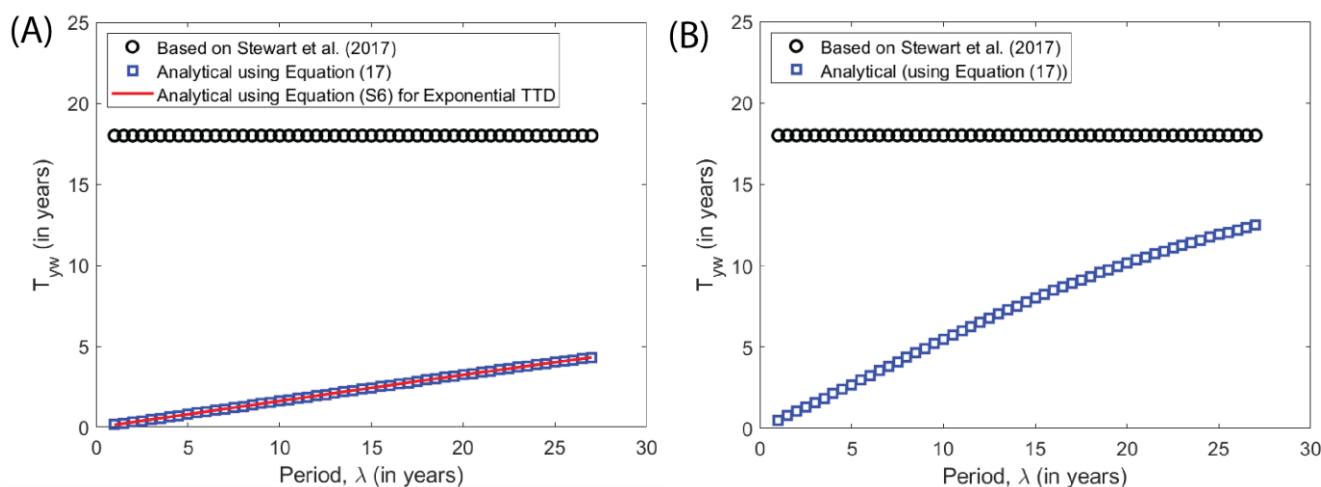 (A)
25
20
15
10
5
0
T_yw (in years)
Based on Stewart et al. (2017)
Analytical using Equation (17)
Analytical using Equation (S6) for Exponential TTD
0 5 10 15 20 25 30
Period, λ (in years)
(B)
25
20
15
10
5
0
T_yw (in years)
Based on Stewart et al. (2017)
Analytical (using Equation (17))
0 5 10 15 20 25 30
Period, λ (in years)